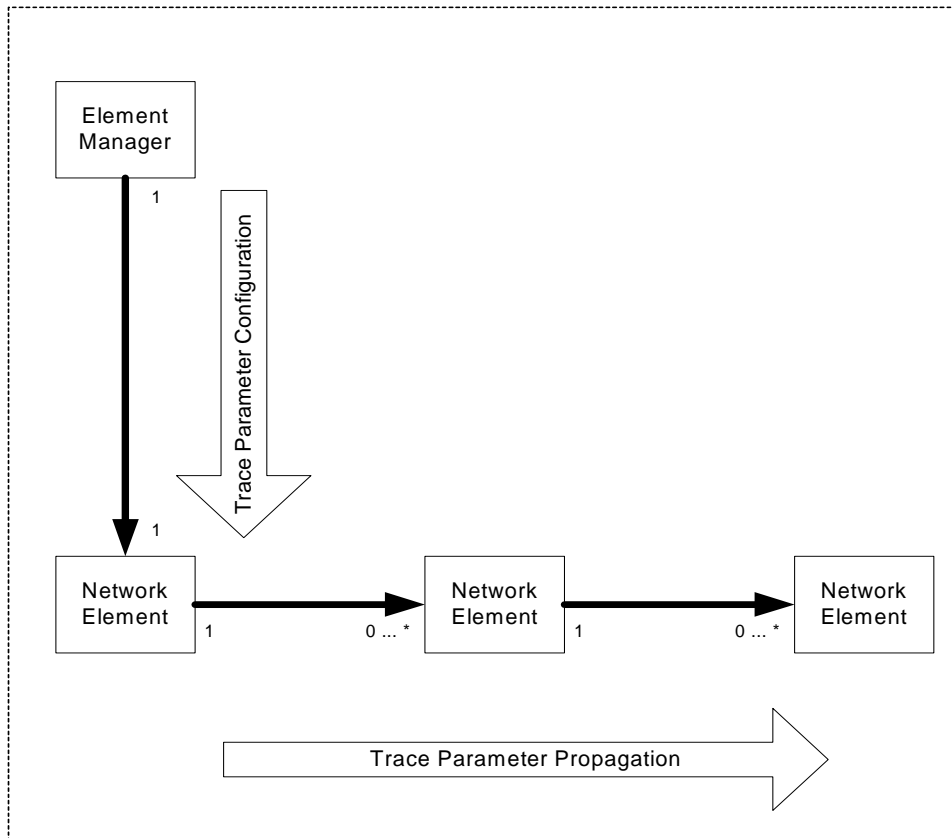 Element
Manager
1
Trace Parameter Configuration
1
Network
Element
Network
Element
Network
Element
1
0 ... *
1
0 ... *
Trace Parameter Propagation